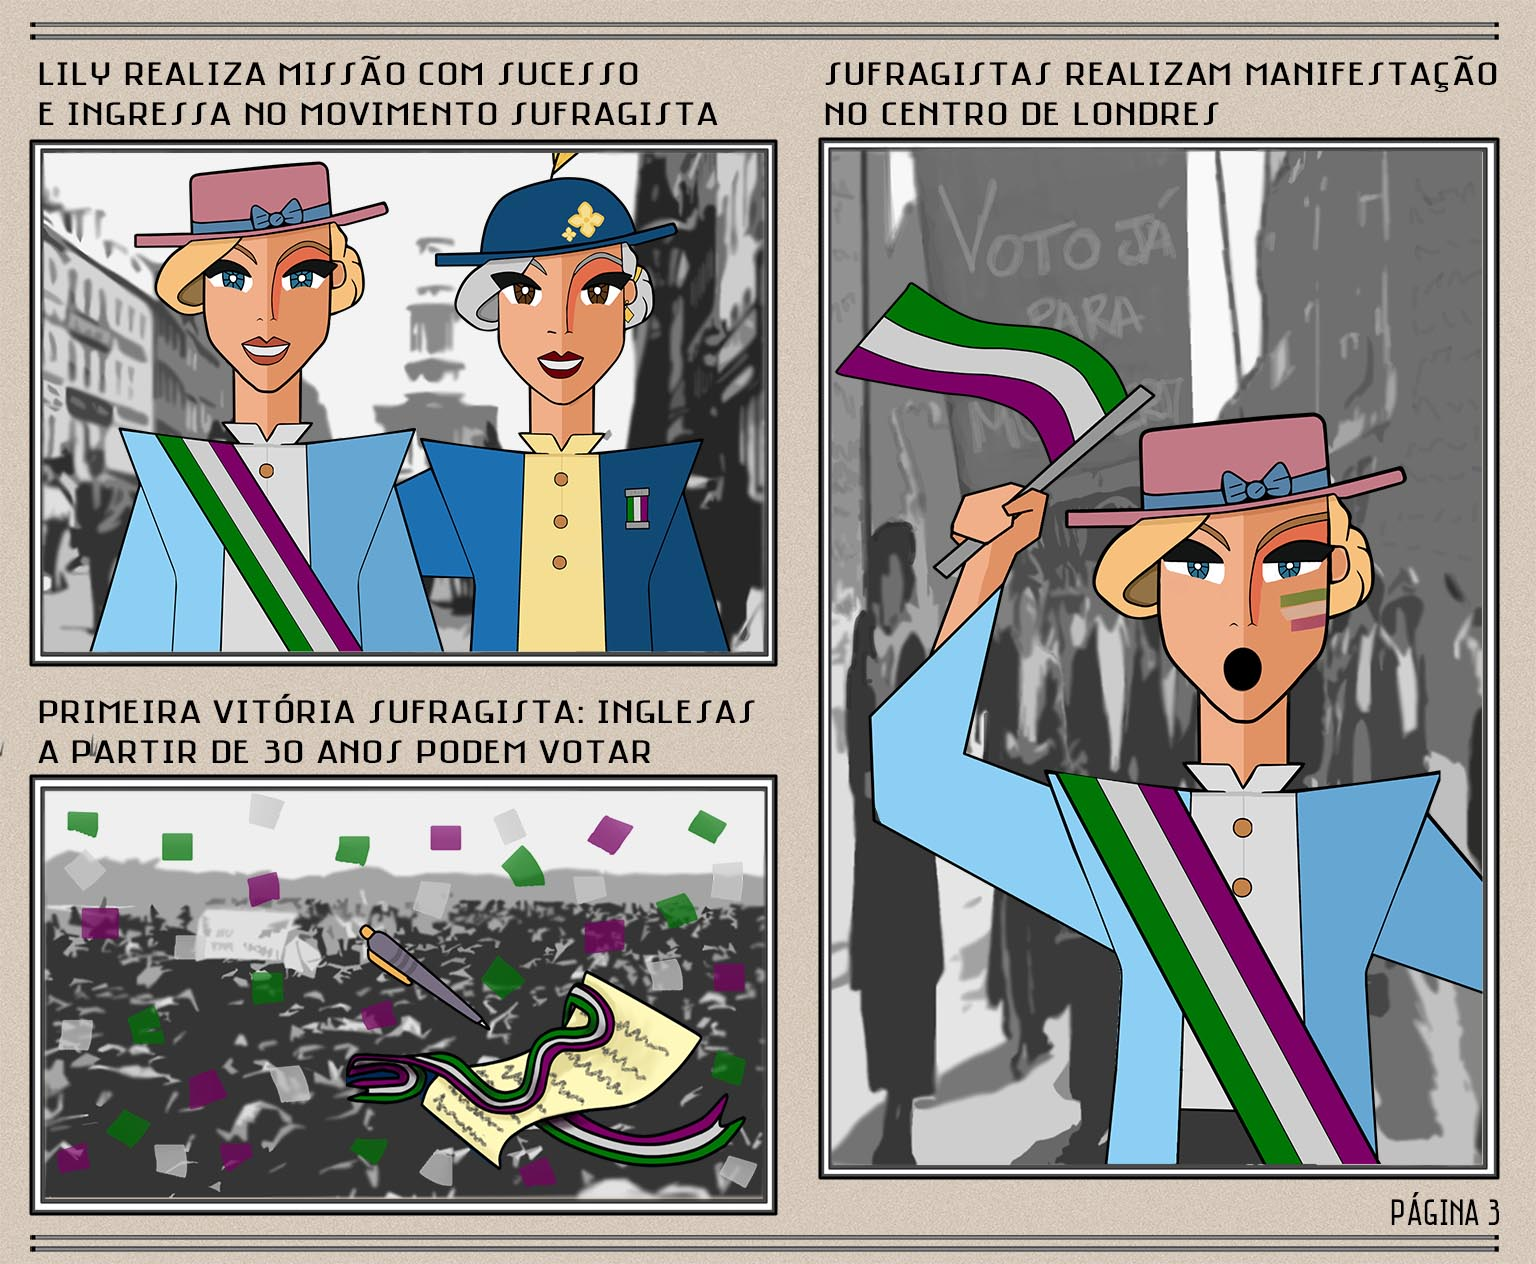 LILY REALIZA MISSÃO COM SUCESSO
E INGRESSA NO MOVIMENTO SUFRAGISTA
PRIMEIRA VITÓRIA SUFRAGISTA: INGLESAS
A PARTIR DE 30 ANOS PODEM VOTAR
SUFRAGISTAS REALIZAM MANIFESTAÇÃO
NO CENTRO DE LONDRES
VOTO JÁ
PARA
PÁGINA 3